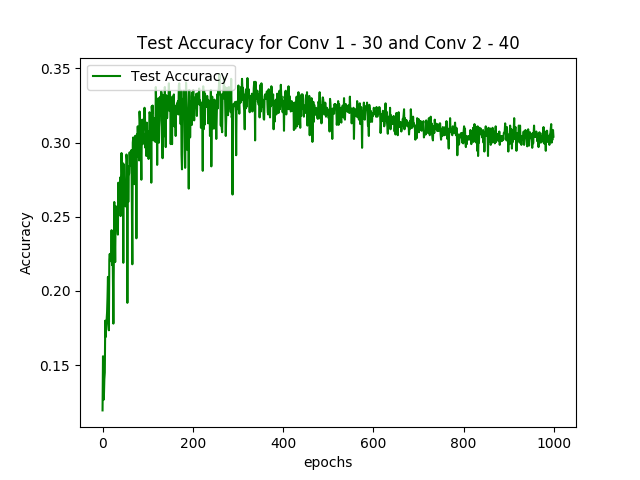 Test Accuracy for Conv 1 - 30 and Conv 2 - 40
Test Accuracy
0.35
0.30
0.25
0.20
0.15
Accuracy
0 200 400 600 800 1000
epochs